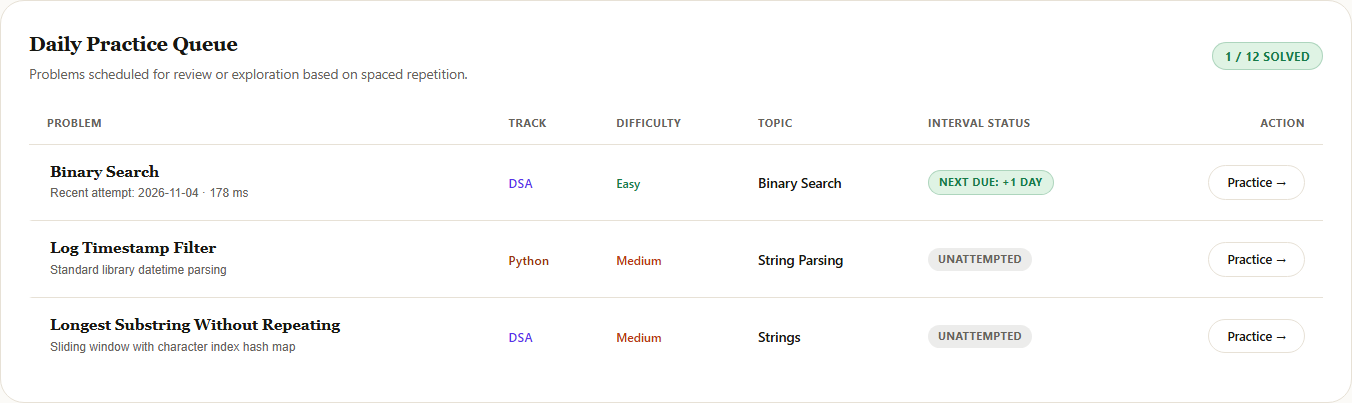 Daily Practice Queue
1 / 12 SOLVED
Problems scheduled for review or exploration based on spaced repetition.
PROBLEM TRACK DIFFICULTY TOPIC INTERVAL STATUS ACTION
Binary Search
Recent attempt: 2026-11-04 · 178 ms
DSA Easy Binary Search NEXT DUE: +1 DAY Practice →
Log Timestamp Filter
Standard library datetime parsing
Python Medium String Parsing UNATTEMPTED Practice →
Longest Substring Without Repeating
Sliding window with character index hash map
DSA Medium Strings UNATTEMPTED Practice →